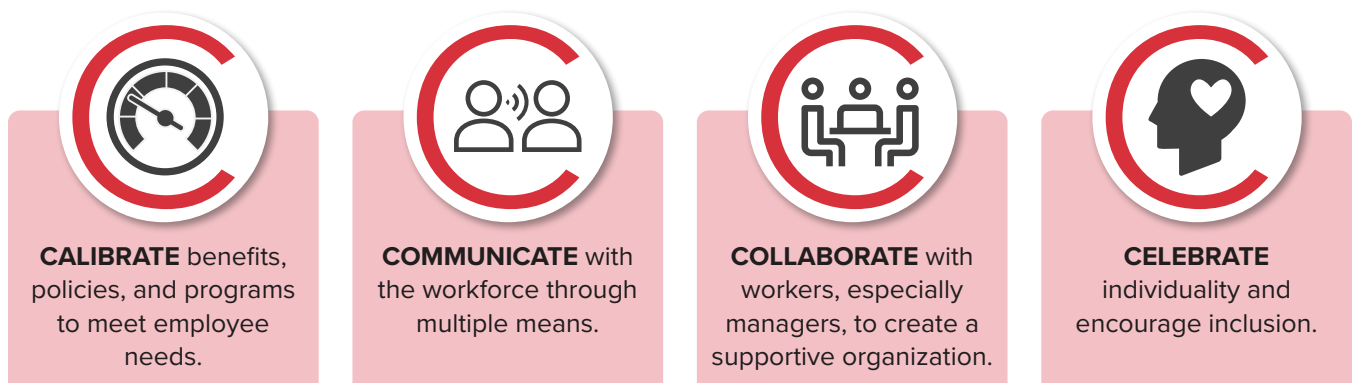 CALIBRATE benefits,
policies, and programs
to meet employee
needs.
COMMUNICATE with
the workforce through
multiple means.
COLLABORATE with
workers, especially
managers, to create a
supportive organization.
CELEBRATE
individuality and
encourage inclusion.